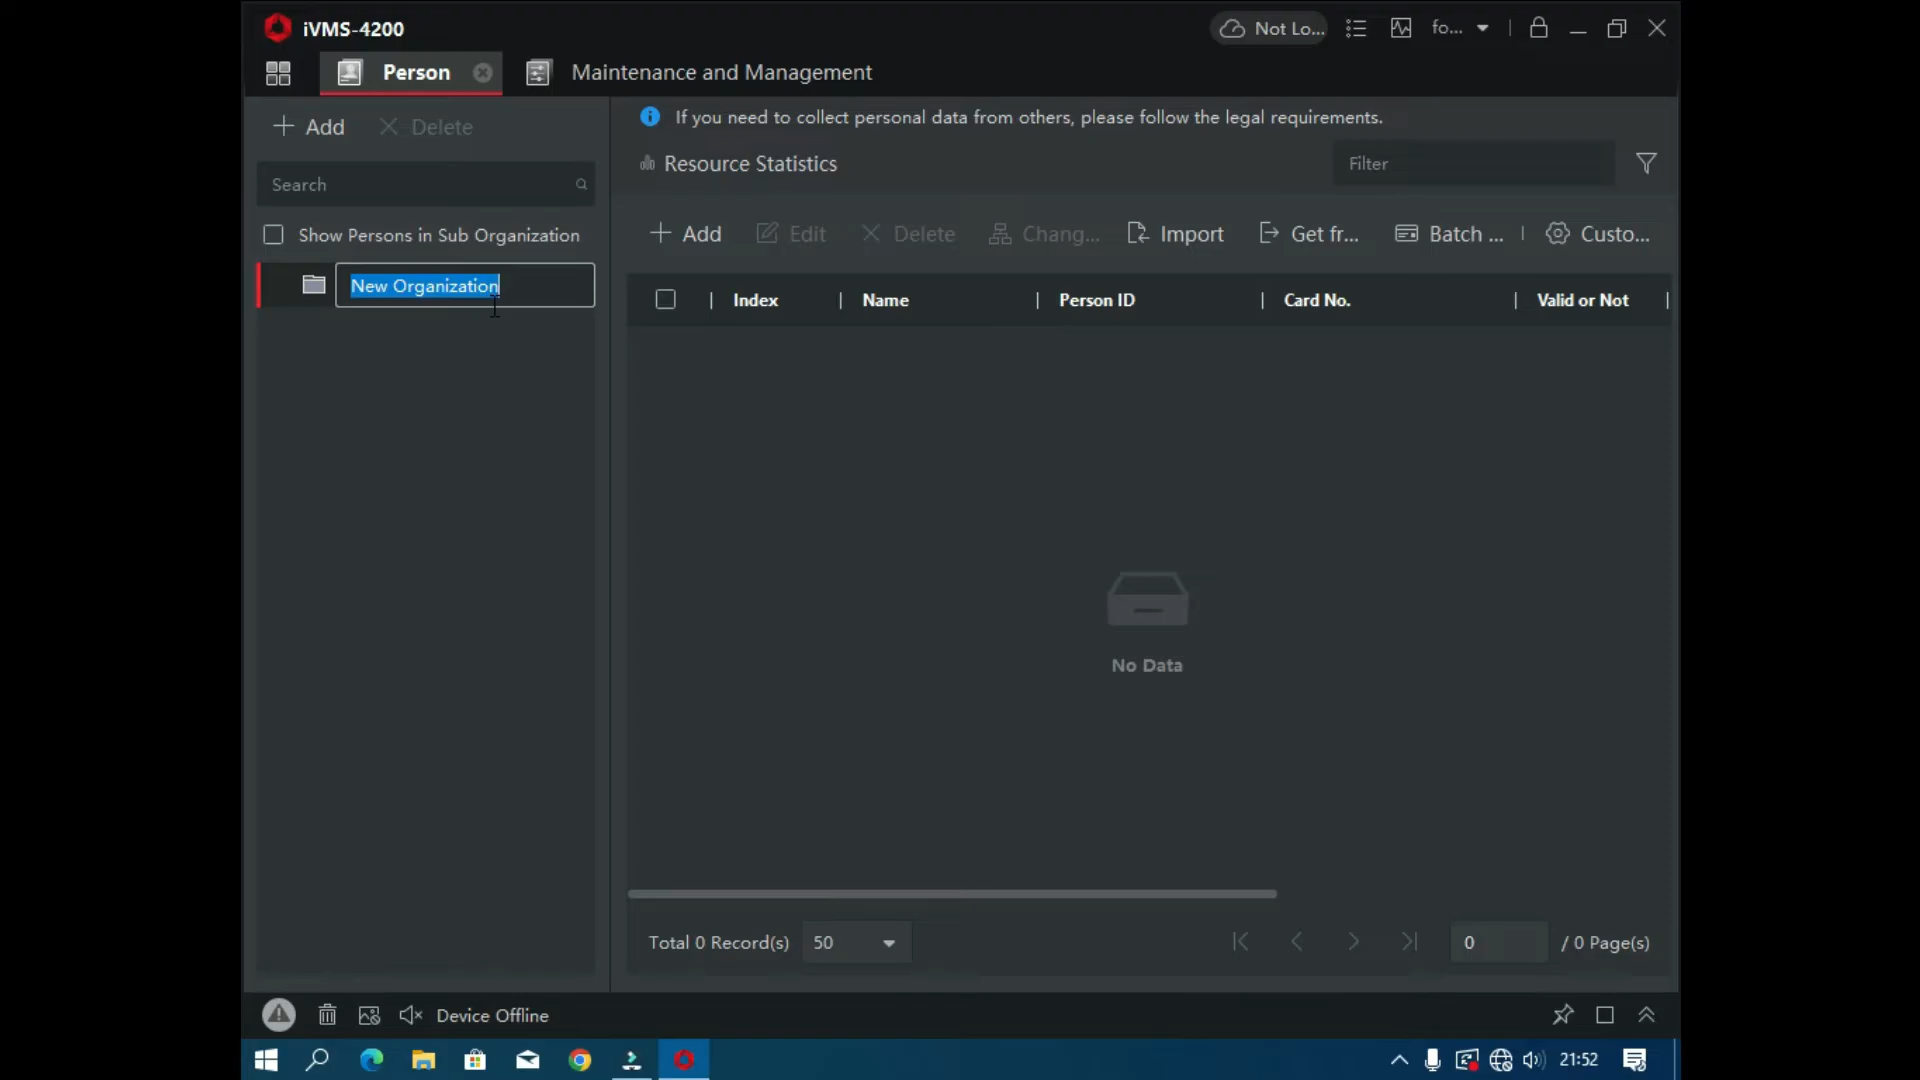 iVMS-4200
Not Lo...
fo...
Person
Maintenance and Management
Add
Delete
If you need to collect personal data from others, please follow the legal requirements.
Resource Statistics
Filter
Search
Show Persons in Sub Organization
Add
Edit
Delete
Chang...
Import
Get fr...
Batch ...
Custo...
New Organization
Index
Name
Person ID
Card No.
Valid or Not
No Data
Total 0 Record(s)
50
0
/ 0 Page(s)
Device Offline
21:52